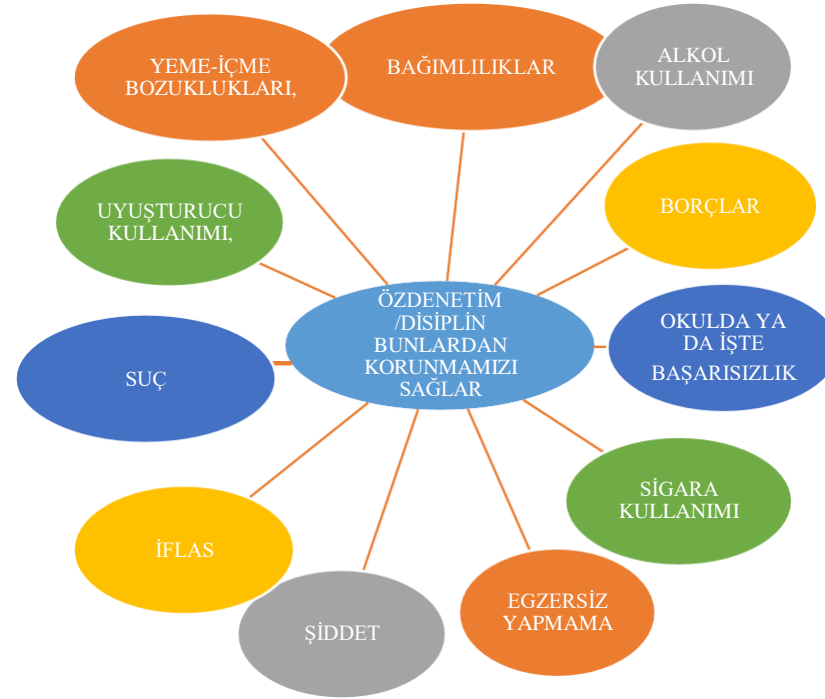 YEME-İÇME
BOZUKLUKLARI,
BAĞIMLILIKLAR
ALKOL
KULLANIMI
UYUŞTURUCU
KULLANIMI,
BORÇLAR
ÖZDENETİM
/DİSİPLİN
BUNLARDAN
KORUNMAMIZI
SAĞLAR
OKULDA YA
DA İŞTE
BAŞARISIZLIK
SUÇ
SİGARA
KULLANIMI
İFLAS
EGZERSİZ
YAPMAMA
ŞİDDET